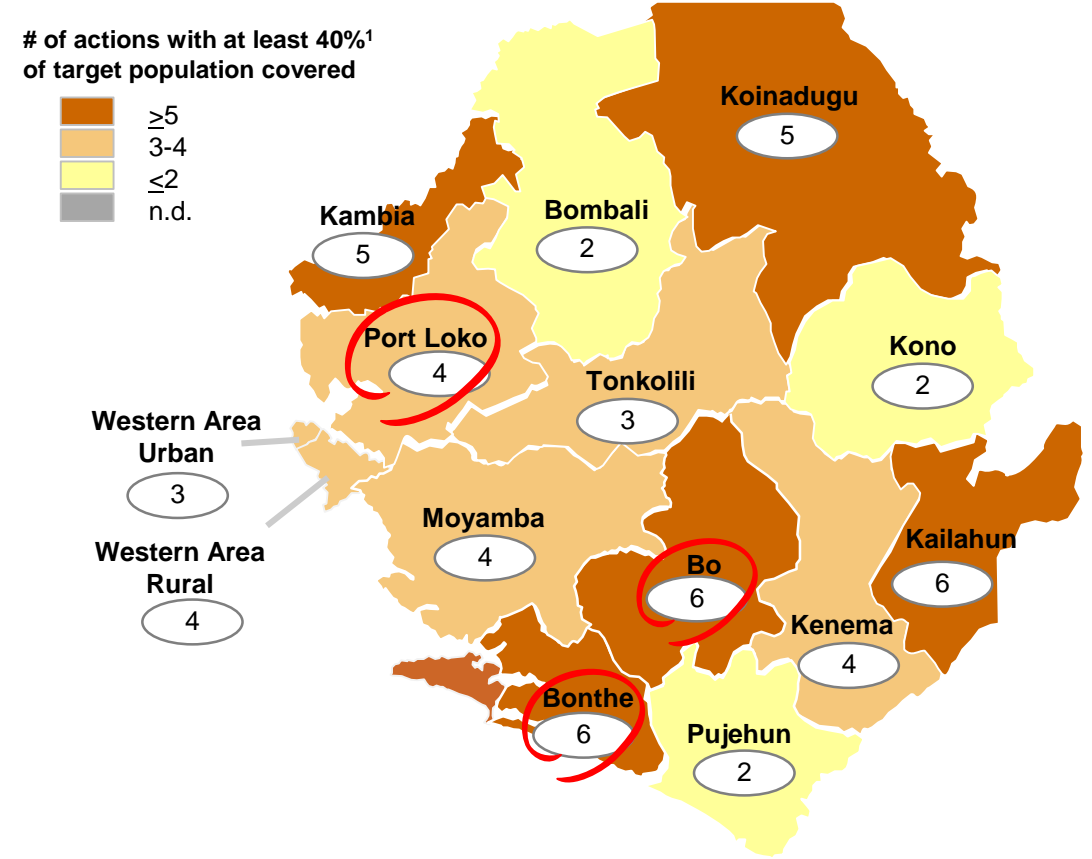 # of actions with at least 40%¹
of target population covered
≥5
3-4
≤2
n.d.
Koinadugu
5
Kambia
5
Bombali
2
Port Loko
4
Kono
2
Tonkolili
3
Western Area
Urban
3
Moyamba
4
Western Area
Rural
4
Bo
6
Kailahun
6
Kenema
4
Bonthe
6
Pujehun
2